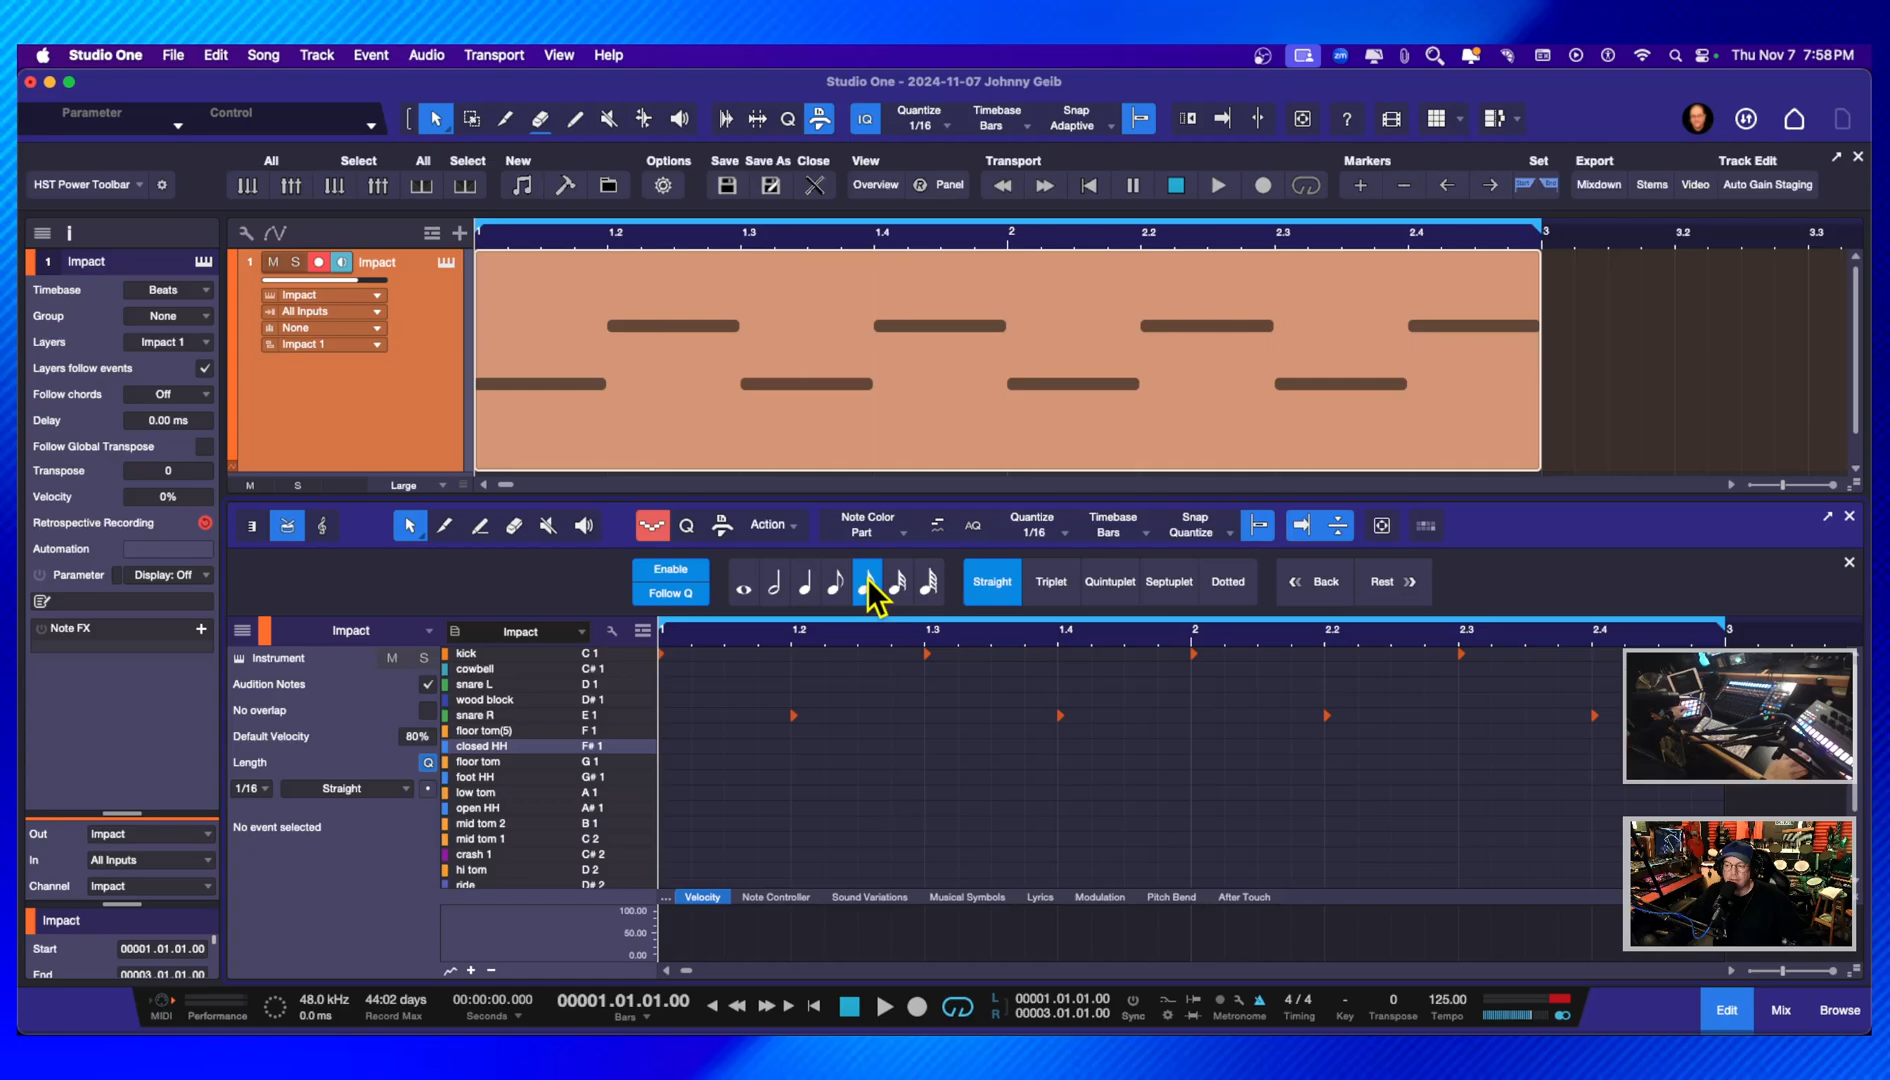 Studio One File Edit Song Track Event Audio Transport View Help
zm
Thu Nov 7 7:58 PM
Studio One - 2024-11-07 Johnny Geib
Parameter Control
IQ
Quantize Timebase Snap
1/16 Bars Adaptive
?
All Select All Select New Options Save Save As Close View Transport Markers Set Export Track Edit
HST Power Toolbar
Overview R Panel
Start End
Mixdown Stems Video Auto Gain Staging
i
1 1.2 1.3 1.4 2 2.2 2.3 2.4 3 3.2 3.3
1 Impact
1 M S Impact
Timebase Beats
Impact
Group None
All Inputs
None
Layers Impact 1
Impact 1
Layers follow events
Follow chords Off
Delay 0.00 ms
Follow Global Transpose
Transpose 0
M S Large
Velocity 0%
Retrospective Recording
Automation
Parameter Display: Off
Note FX
Action
Note Color
Part
AQ
Quantize Timebase Snap
1/16 Bars Quantize
Q
Enable
Follow Q
Straight Triplet Quintuplet Septuplet Dotted
Back Rest
Impact Impact
1 1.2 1.3 1.4 2 2.2 2.3 2.4 3
Instrument M S
Audition Notes
No overlap
Default Velocity 80%
Length Q
1/16 Straight
No event selected
kick C 1
cowbell C# 1
snare L D 1
wood block D# 1
snare R E 1
floor tom(5) F 1
closed HH F# 1
floor tom G 1
foot HH G# 1
low tom A 1
open HH A# 1
mid tom 2 B 1
mid tom 1 C 2
crash 1 C# 2
hi tom D 2
ride D# 2
... Velocity Note Controller Sound Variations Musical Symbols Lyrics Modulation Pitch Bend After Touch
100.00
50.00
0.00
Out Impact
In All Inputs
Channel Impact
Impact
Start 00001.01.01.00
End 00003.01.01.00
MIDI Performance
48.0 kHz
0.0 ms
44:02 days
Record Max
00:00:00.000
Seconds
00001.01.01.00
Bars
L 00001.01.01.00
R 00003.01.01.00
Sync
Metronome
4 / 4
Timing
-
Key
0
Transpose
125.00
Tempo
Edit Mix Browse